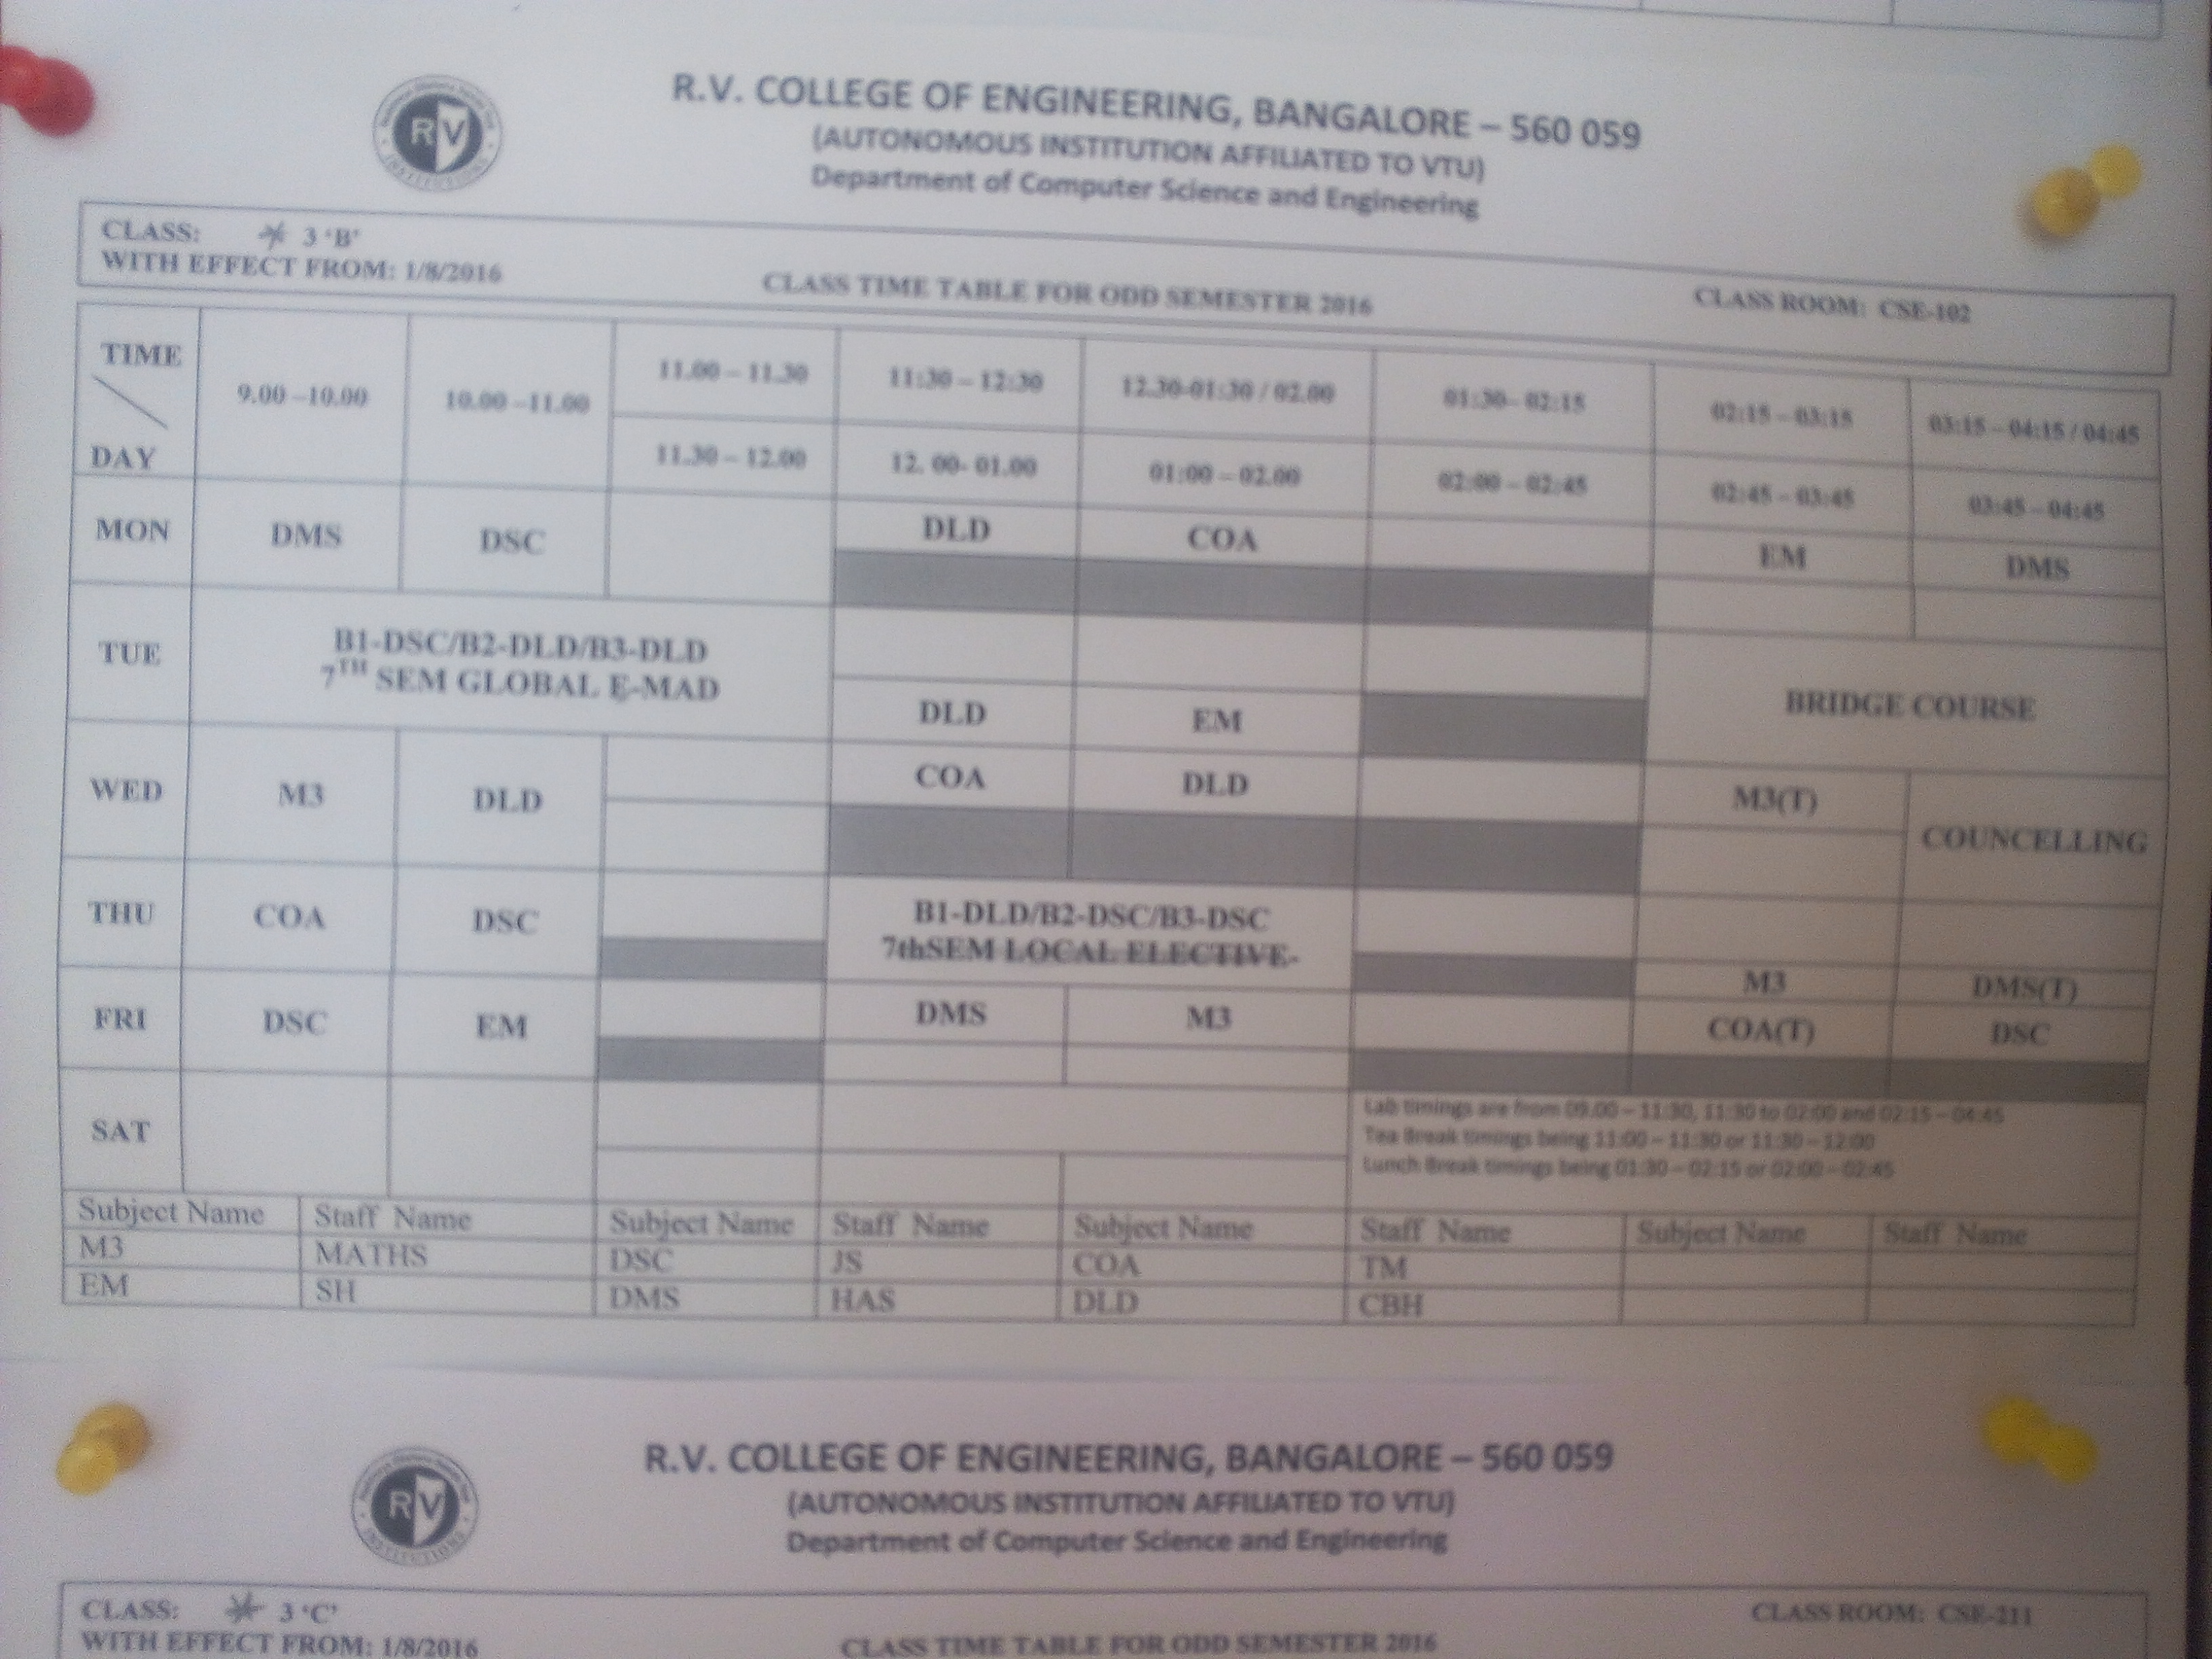 R.V. COLLEGE OF ENGINEERING, BANGALORE – 560 059
(AUTONOMOUS INSTITUTION AFFILIATED TO VTU)
Department of Computer Science and Engineering
RV
INSTITUTIONS
CLASS: 3 ‘B’
WITH EFFECT FROM: 1/8/2016
CLASS TIME TABLE FOR ODD SEMESTER 2016
CLASS ROOM: CSE-102
TIME
DAY
9.00 –10.00 10.00 –11.00 11.00 – 11.30 11:30 – 12:30 12.30-01:30 / 02.00 01:30– 02:15 02:15 – 03:15 03:15 – 04:15 / 04:45
11.30 – 12.00 12. 00- 01.00 01:00 – 02.00 02:00 – 02:45 02:45 – 03:45 03:45 – 04:45
MON DMS DSC DLD COA EM DMS
TUE B1-DSC/B2-DLD/B3-DLD
7TH SEM GLOBAL E-MAD
DLD EM
BRIDGE COURSE
WED M3 DLD COA DLD M3(T) COUNCELLING
THU COA DSC B1-DLD/B2-DSC/B3-DSC
7thSEM LOCAL ELECTIVE-
M3 DMS(T)
FRI DSC EM DMS M3 COA(T) DSC
SAT
Lab timings are from 09.00 – 11:30, 11:30 to 02:00 and 02:15 – 04:45
Tea Break timings being 11:00 – 11:30 or 11:30 – 12:00
Lunch Break timings being 01:30 – 02:15 or 02:00 – 02:45
Subject Name Staff Name Subject Name Staff Name Subject Name Staff Name Subject Name Staff Name
M3 MATHS DSC JS COA TM
EM SH DMS HAS DLD CBH
R.V. COLLEGE OF ENGINEERING, BANGALORE – 560 059
(AUTONOMOUS INSTITUTION AFFILIATED TO VTU)
Department of Computer Science and Engineering
RV
INSTITUTIONS
CLASS: 3 ‘C’
WITH EFFECT FROM: 1/8/2016
CLASS TIME TABLE FOR ODD SEMESTER 2016
CLASS ROOM: CSE-211